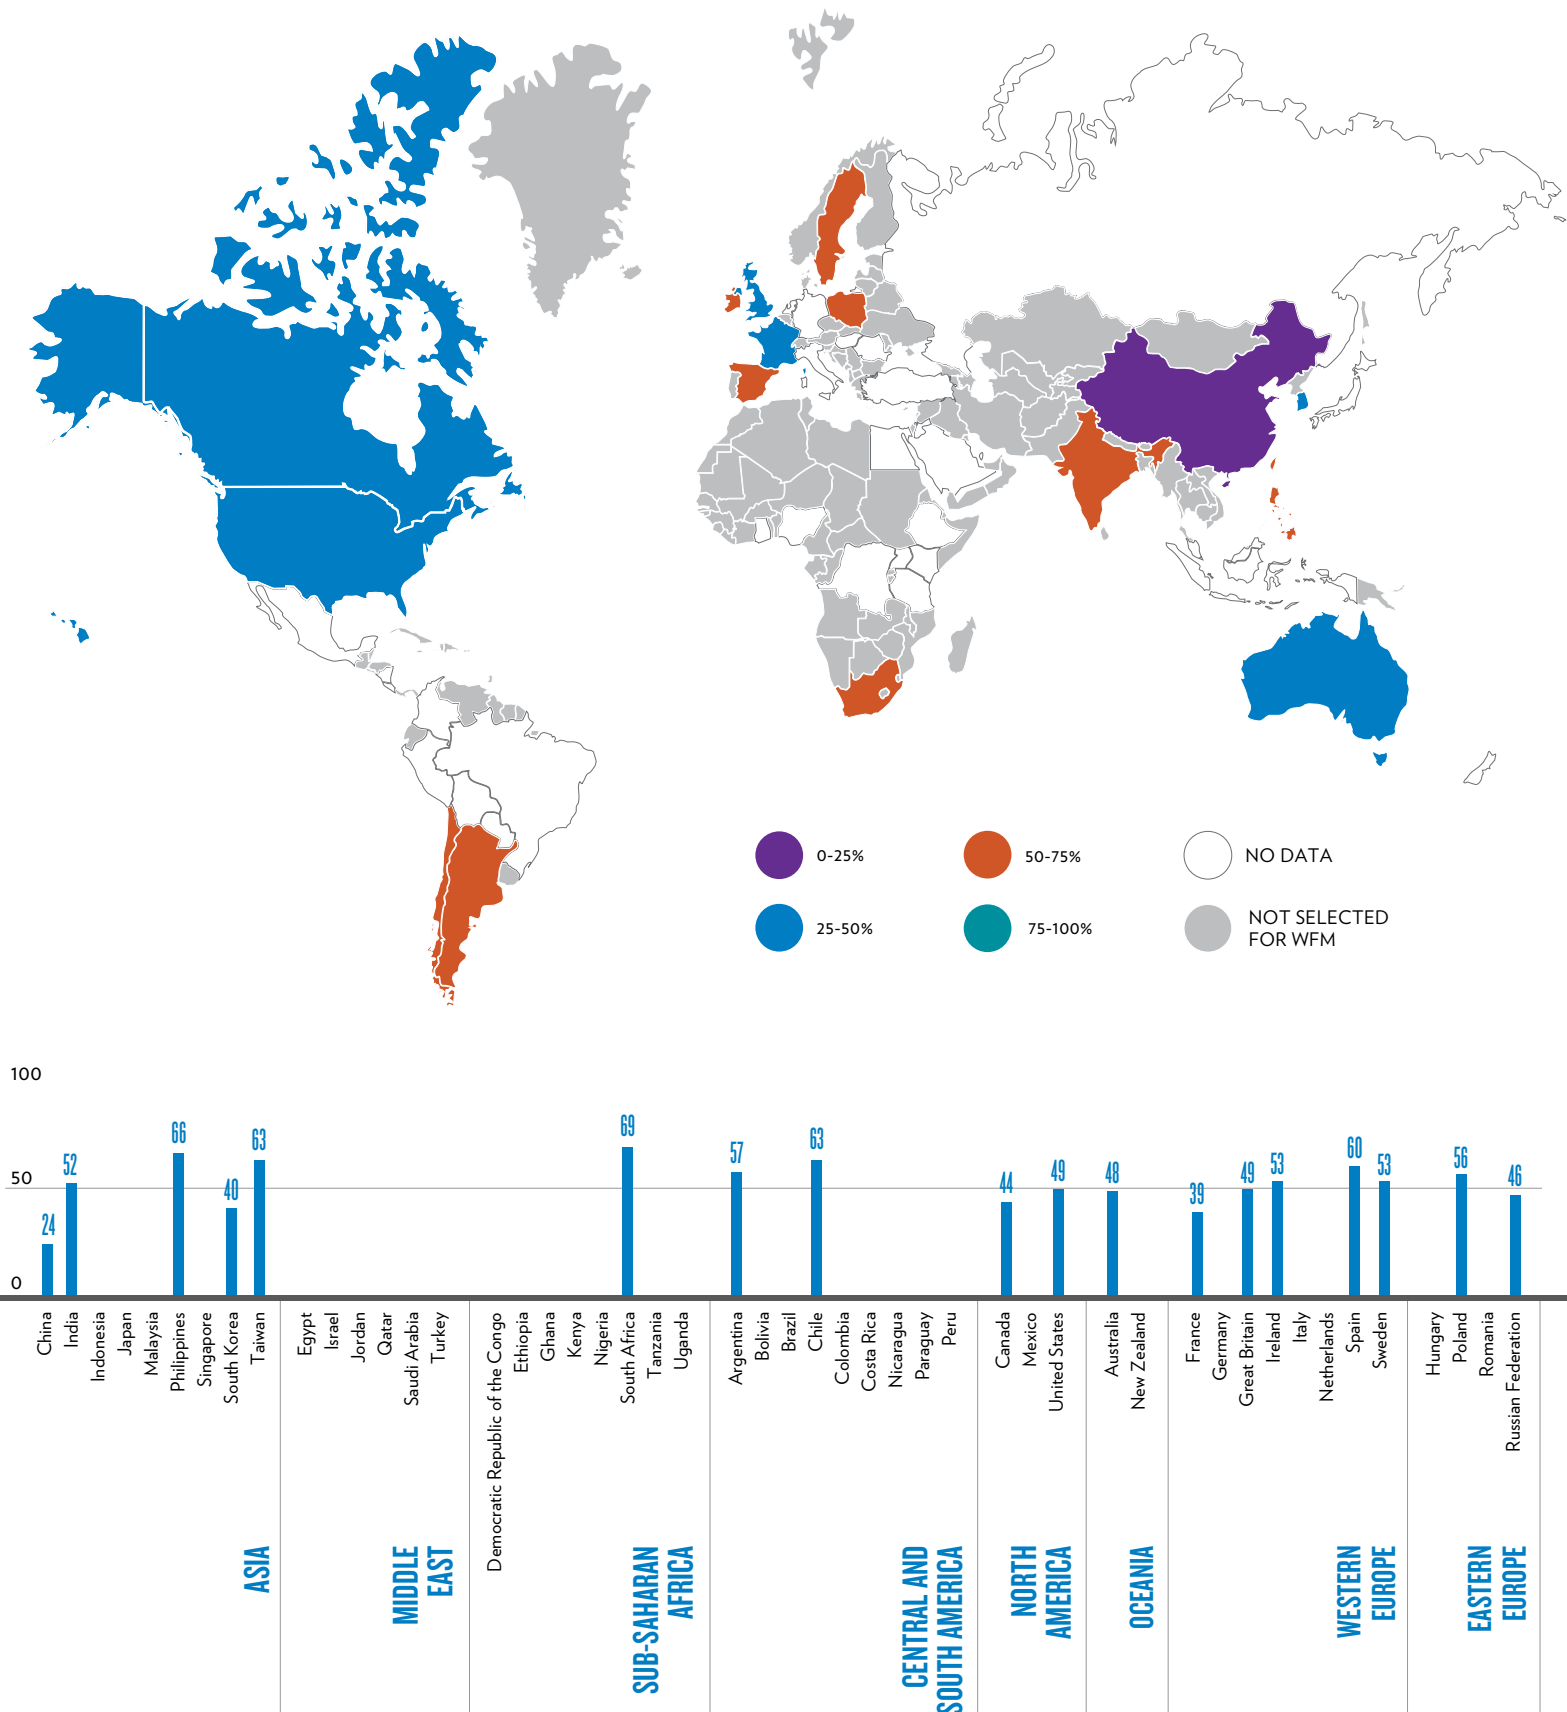 0-25%
50-75%
NO DATA
25-50%
75-100%
NOT SELECTED
FOR WFM
100
50
0
24
52
66
40
63
69
57
63
44
49
48
39
49
53
60
53
56
46
China
India
Indonesia
Japan
Malaysia
Philippines
Singapore
South Korea
Taiwan
Egypt
Israel
Jordan
Qatar
Saudi Arabia
Turkey
Democratic Republic of the Congo
Ethiopia
Ghana
Kenya
Nigeria
South Africa
Tanzania
Uganda
Argentina
Bolivia
Brazil
Chile
Colombia
Costa Rica
Nicaragua
Paraguay
Peru
Canada
Mexico
United States
Australia
New Zealand
France
Germany
Great Britain
Ireland
Italy
Netherlands
Spain
Sweden
Hungary
Poland
Romania
Russian Federation
ASIA
MIDDLE
EAST
SUB-SAHARAN
AFRICA
CENTRAL AND
SOUTH AMERICA
NORTH
AMERICA
OCEANIA
WESTERN
EUROPE
EASTERN
EUROPE